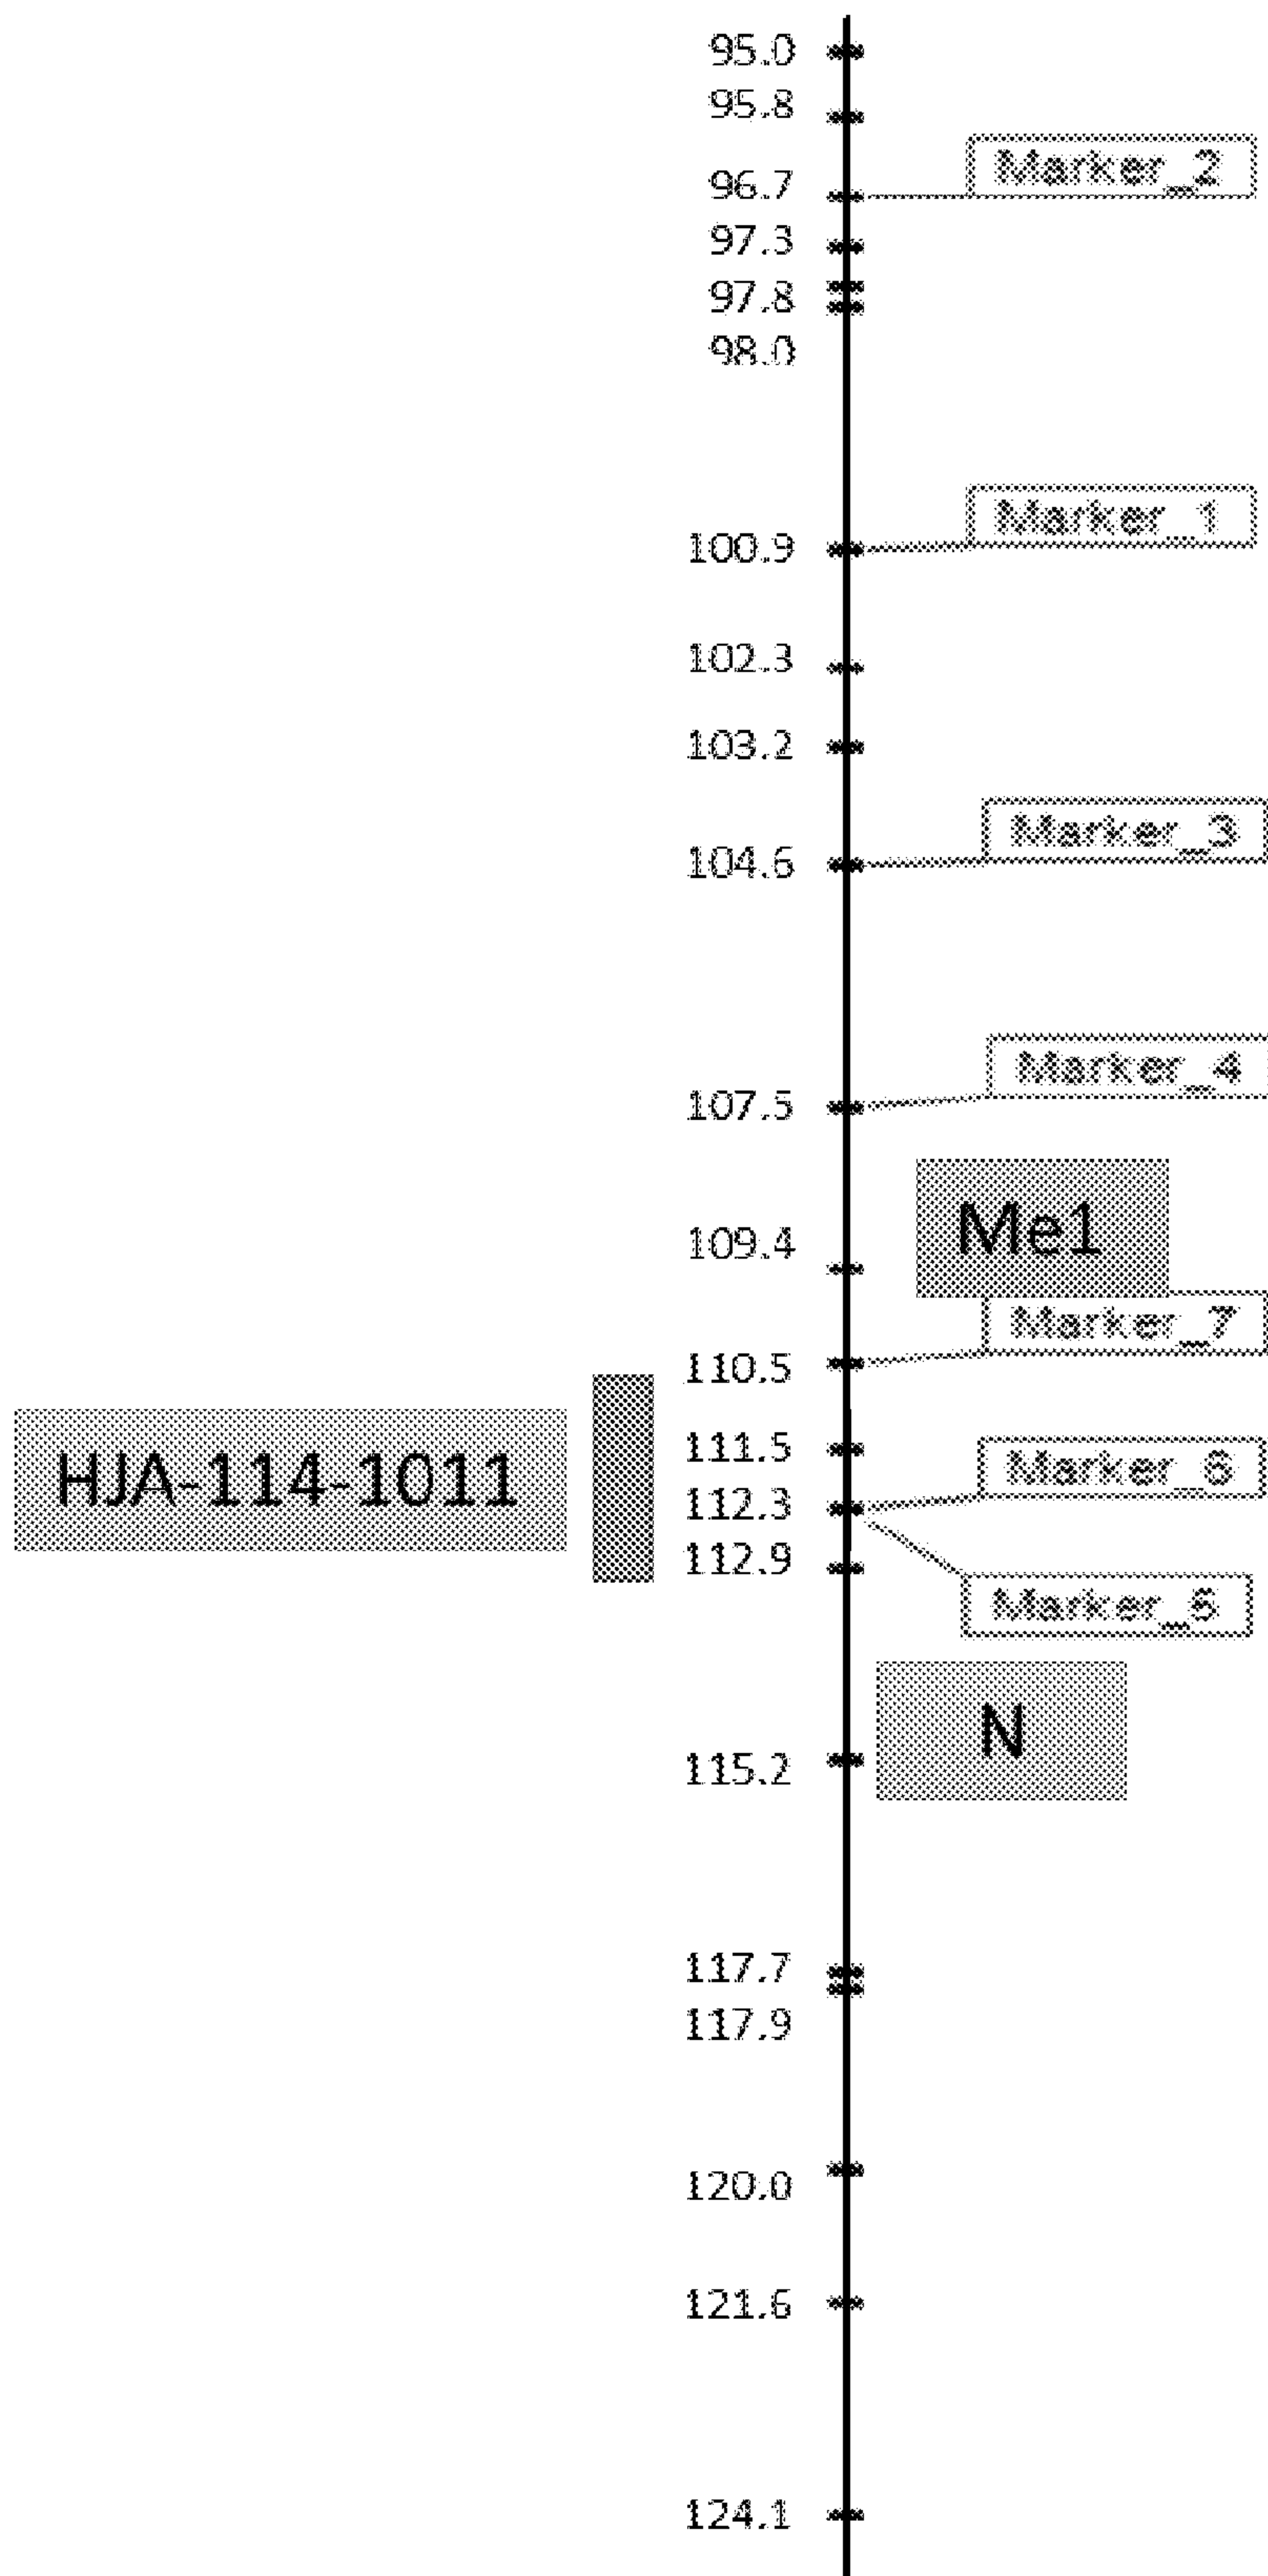 95.0
95.8
Marker_2
96.7
97.3
97.8
98.0
Marker_1
100.9
102.3
103.2
Marker_3
104.6
Marker_4
107.5
Me1
109.4
Marker_7
110.5
111.5
Marker_6
HJA-114-1011
112.3
112.9
Marker_5
N
115.2
117.7
117.9
120.0
121.6
124.1